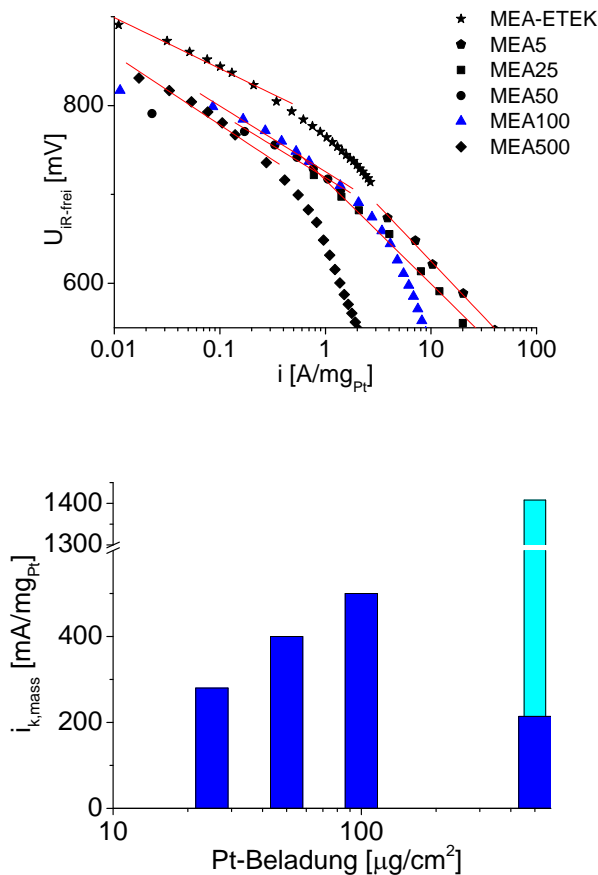 MEA-ETEK
MEA5
MEA25
MEA50
MEA100
MEA500
800
600
U_iR-frei [mV]
0.01
0.1
1
10
100
i [A/mg_Pt]
1400
1300
400
200
0
i_k,mass [mA/mg_Pt]
10
100
Pt-Beladung [μg/cm²]